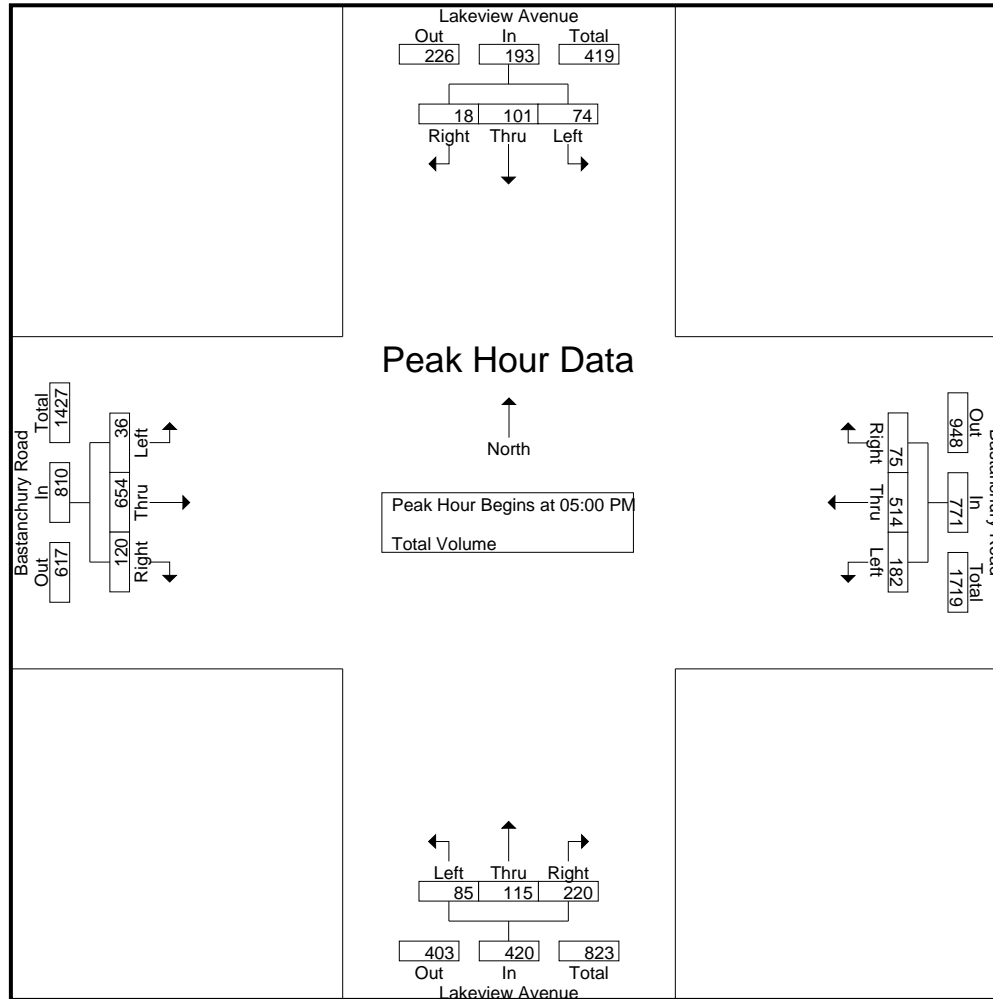 Lakeview Avenue
Out In Total
226 193 419
18 101 74
Right Thru Left
Peak Hour Data
North
Peak Hour Begins at 05:00 PM
Total Volume
Bastanchury Road
Total In Out
1427 810 617
36 654 120
Left Thru Right
Right Thru Left
75 514 182
948 771 1719
Out In Total
Bastanchury Road
Left Thru Right
85 115 220
403 420 823
Out In Total
Lakeview Avenue